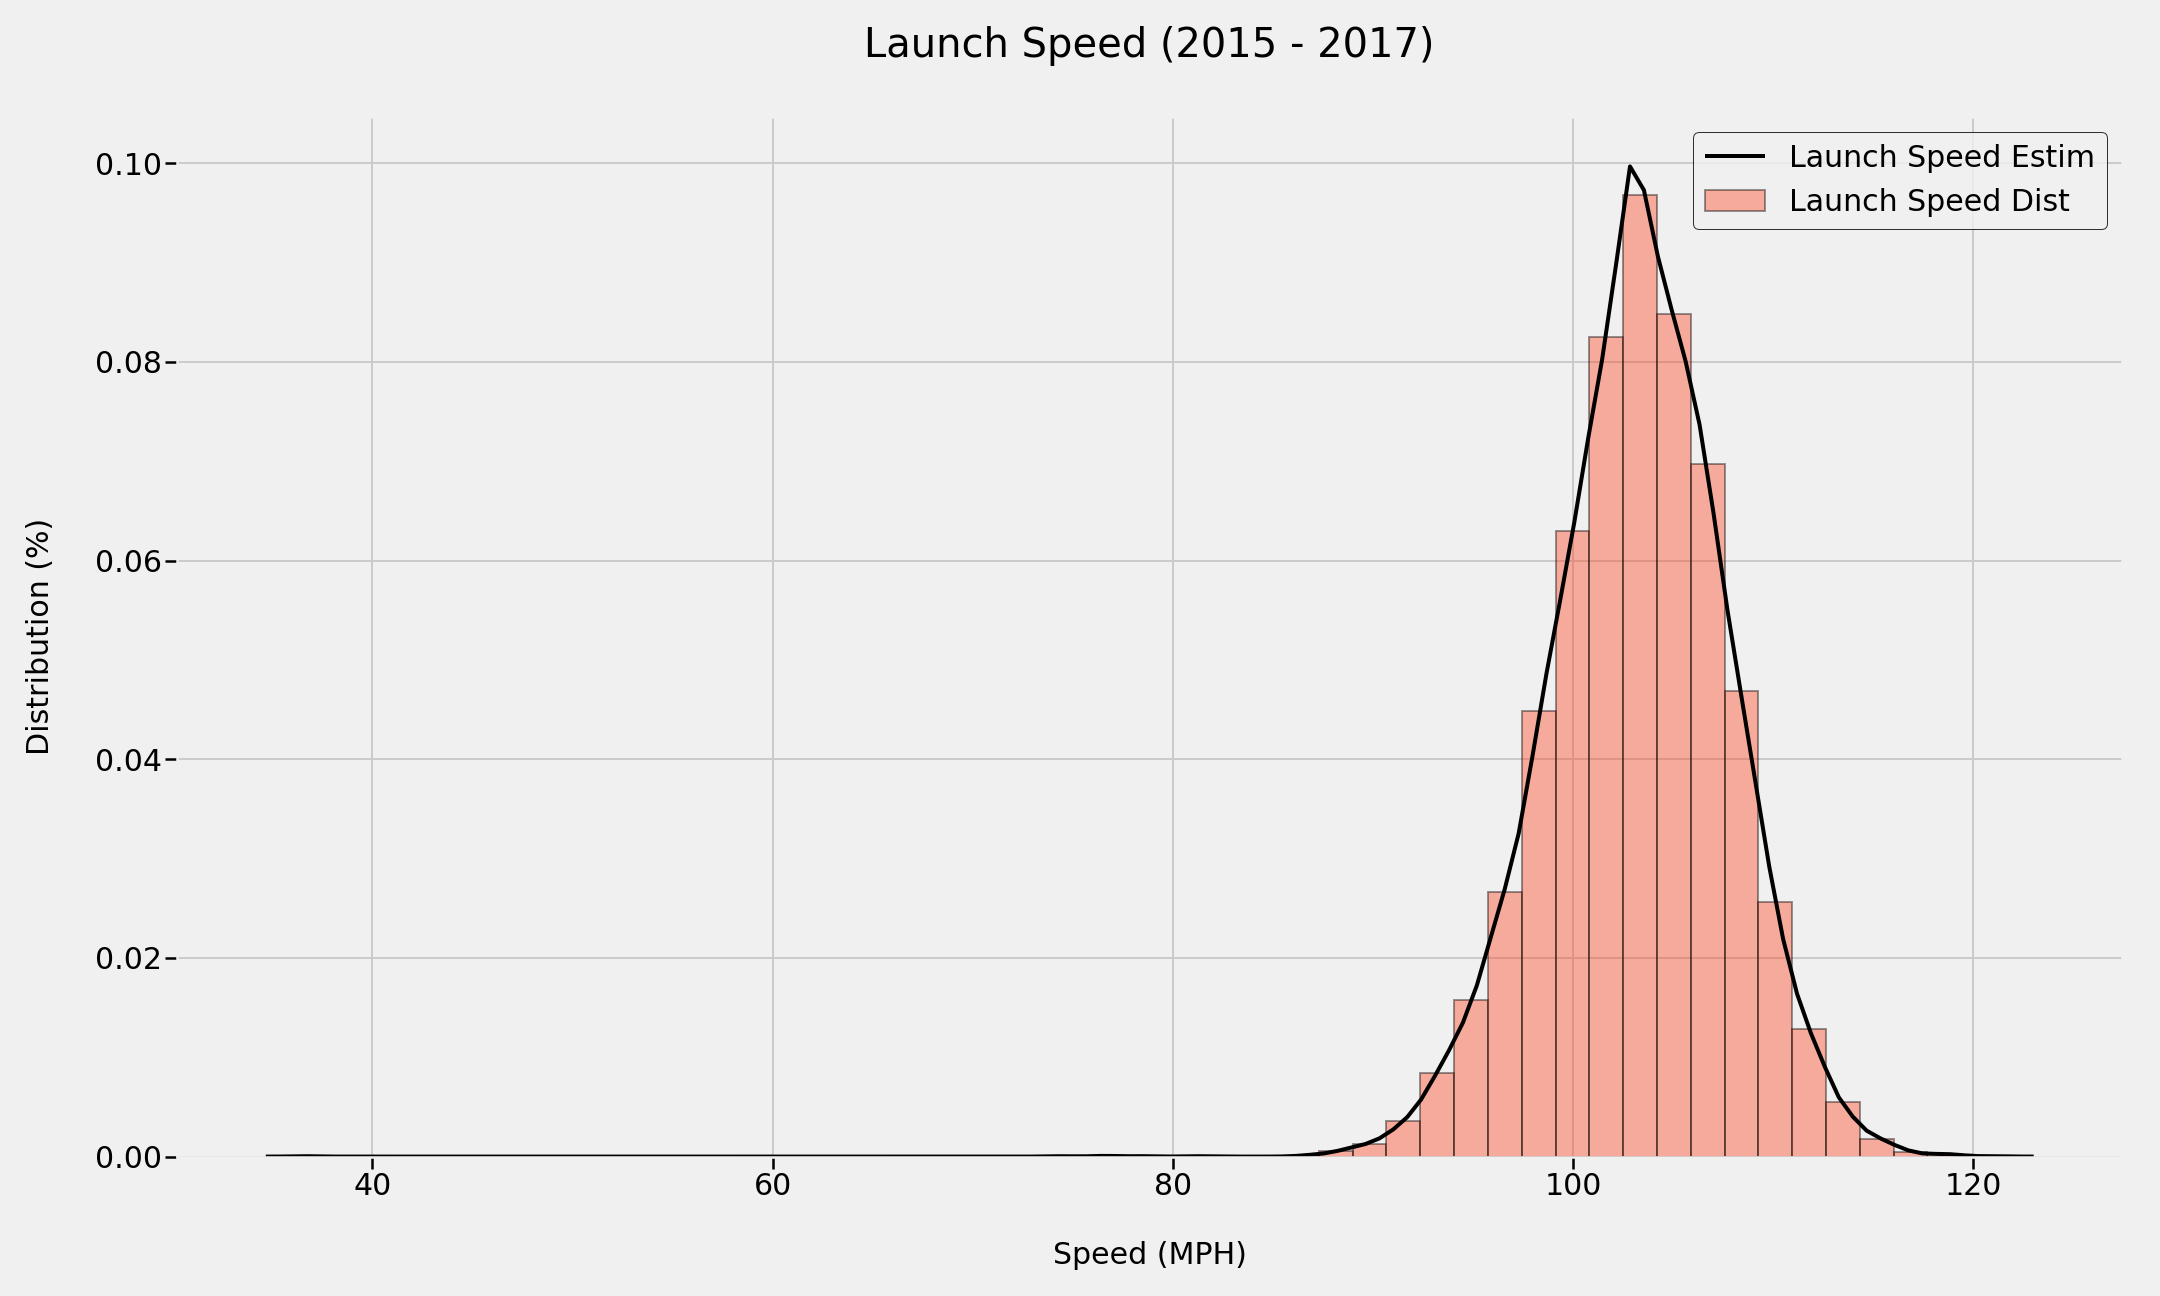 Launch Speed (2015 - 2017)
Launch Speed Estim
Launch Speed Dist
0.10
0.08
0.06
0.04
0.02
0.00
Distribution (%)
40 60 80 100 120
Speed (MPH)